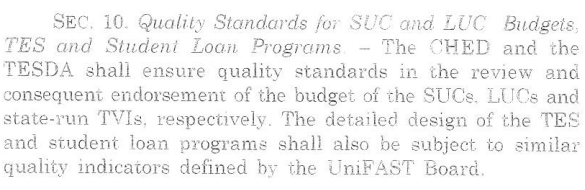 SEC. 10. Quality Standards for SUC and LUC Budgets,
TES and Student Loan Programs – The CHED and the
TESDA shall ensure quality standards in the review and
consequent endorsement of the budget of the SUCs, LUCs and
state-run TVIs, respectively. The detailed design of the TES
and student loan programs shall also be subject to similar
quality indicators defined by the UniFAST Board.